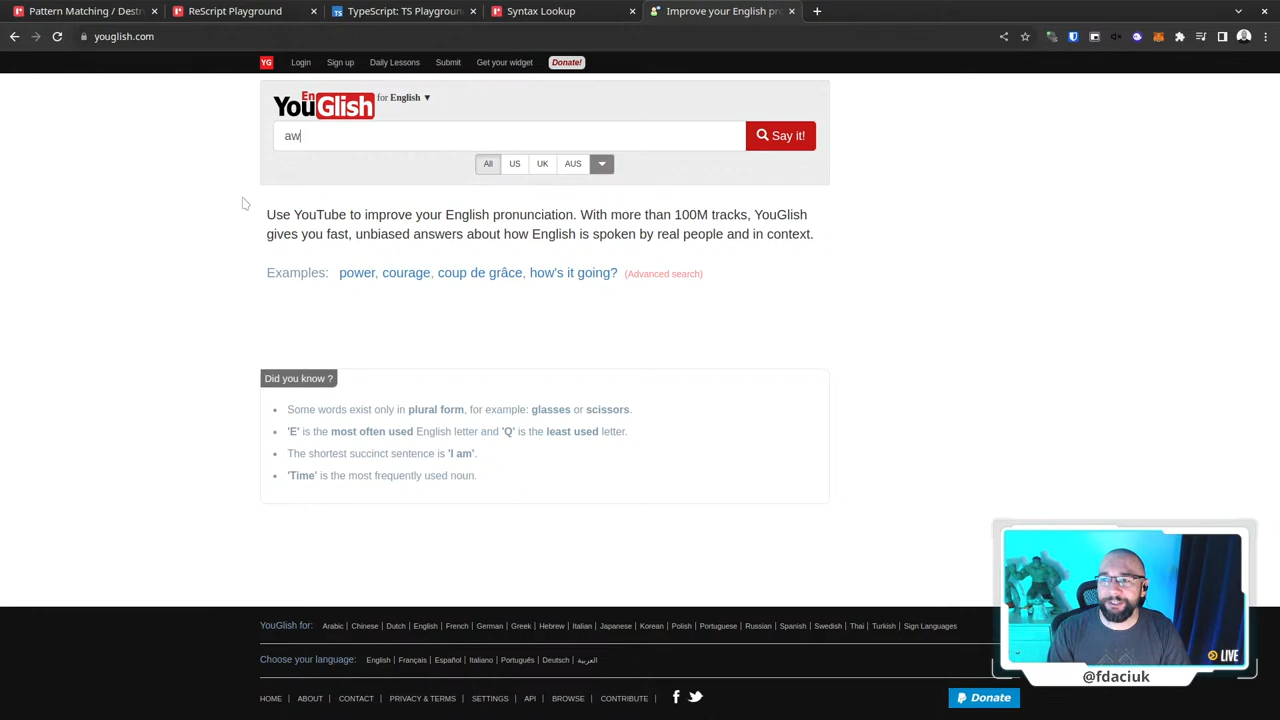 Pattern Matching / Destr
ReScript Playground
TypeScript: TS Playgroun
Syntax Lookup
Improve your English pro
youglish.com
YG
Login
Sign up
Daily Lessons
Submit
Get your widget
Donate!
En
YouGlish
for English ▼
aw
Say it!
All
US
UK
AUS
Use YouTube to improve your English pronunciation. With more than 100M tracks, YouGlish
gives you fast, unbiased answers about how English is spoken by real people and in context.
Examples: power, courage, coup de grâce, how's it going? (Advanced search)
Did you know ?
Some words exist only in plural form, for example: glasses or scissors.
'E' is the most often used English letter and 'Q' is the least used letter.
The shortest succinct sentence is 'I am'.
'Time' is the most frequently used noun.
LIVE
@fdaciuk
YouGlish for: Arabic | Chinese | Dutch | English | French | German | Greek | Hebrew | Italian | Japanese | Korean | Polish | Portuguese | Russian | Spanish | Swedish | Thai | Turkish | Sign Languages
Choose your language: English | Français | Español | Italiano | Português | Deutsch | العربية
HOME | ABOUT | CONTACT | PRIVACY & TERMS | SETTINGS | API | BROWSE | CONTRIBUTE |
Donate